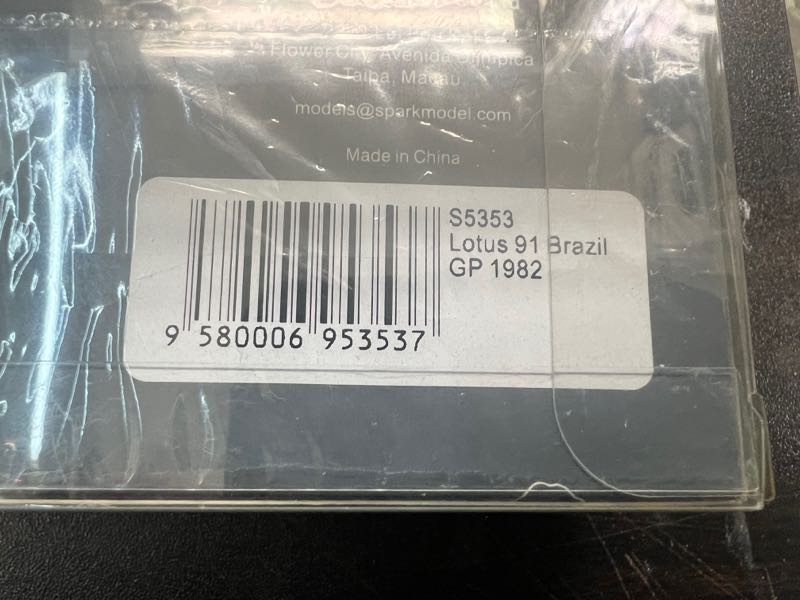 Flower City, Avenida Olimpica
Taipa, Macau
models@sparkmodel.com
Made in China
S5353
Lotus 91 Brazil
GP 1982
9 580006 953537